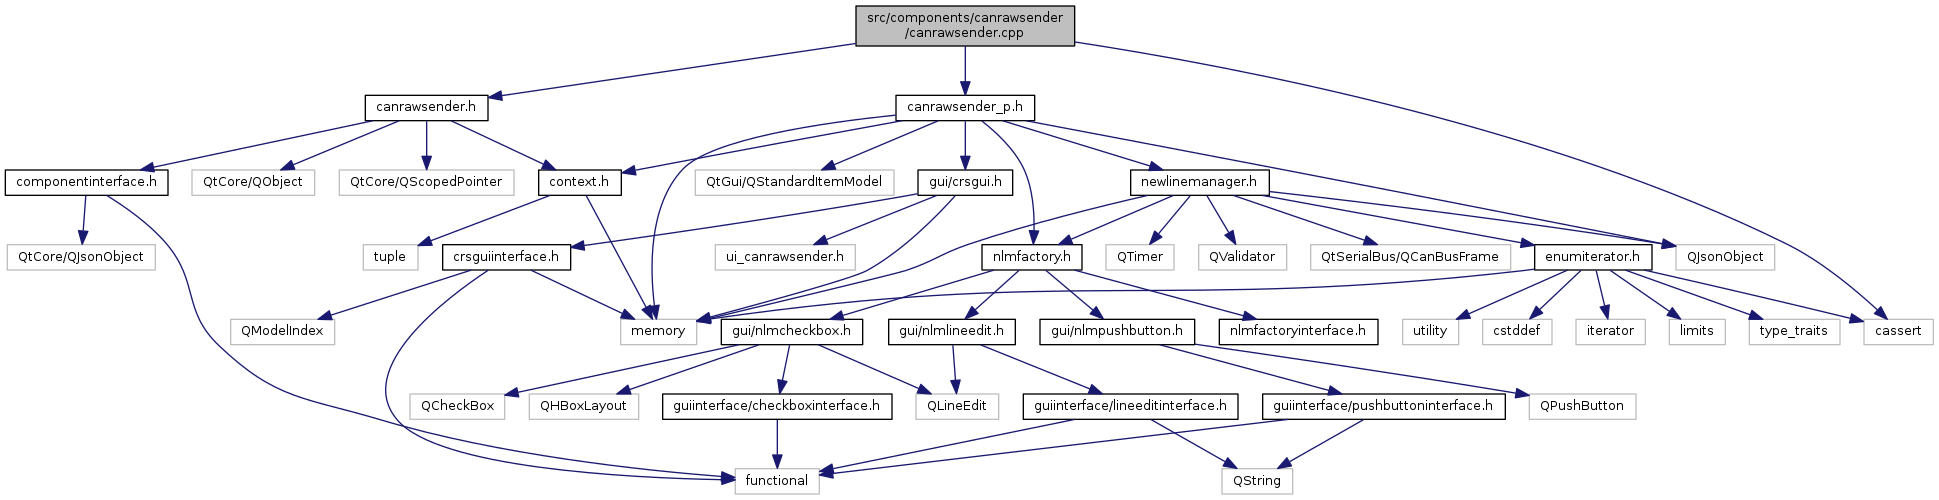 src/components/canrawsender
/canrawsender.cpp
canrawsender.h
canrawsender_p.h
componentinterface.h
QtCore/QObject
QtCore/QScopedPointer
context.h
QtGui/QStandardItemModel
gui/crsgui.h
newlinemanager.h
QtCore/QJsonObject
tuple
crsguiinterface.h
ui_canrawsender.h
nlmfactory.h
QTimer
QValidator
QtSerialBus/QCanBusFrame
enumiterator.h
QJsonObject
QModelIndex
memory
gui/nlmcheckbox.h
gui/nlmlineedit.h
gui/nlmpushbutton.h
nlmfactoryinterface.h
utility
cstddef
iterator
limits
type_traits
cassert
QCheckBox
QHBoxLayout
guiinterface/checkboxinterface.h
QLineEdit
guiinterface/lineeditinterface.h
guiinterface/pushbuttoninterface.h
QPushButton
functional
QString